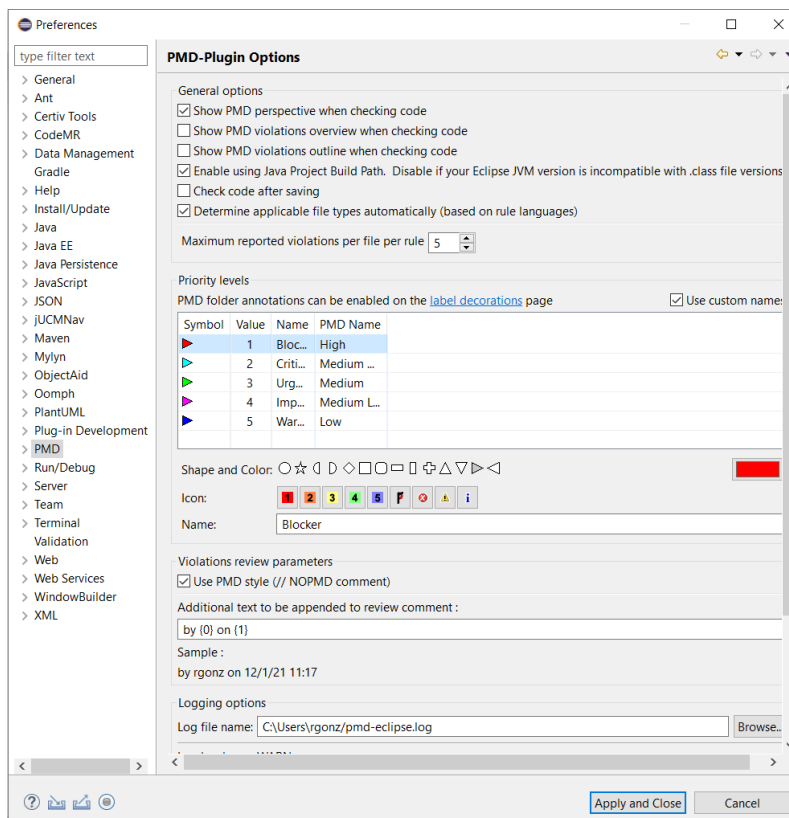 Preferences
type filter text
PMD-Plugin Options
General
Ant
Certiv Tools
CodeMR
Data Management
Gradle
Help
Install/Update
Java
Java EE
Java Persistence
JavaScript
JSON
jUCMNav
Maven
Mylyn
ObjectAid
Oomph
PlantUML
Plug-in Development
PMD
Run/Debug
Server
Team
Terminal
Validation
Web
Web Services
WindowBuilder
XML
General options
Show PMD perspective when checking code
Show PMD violations overview when checking code
Show PMD violations outline when checking code
Enable using Java Project Build Path. Disable if your Eclipse JVM version is incompatible with .class file versions
Check code after saving
Determine applicable file types automatically (based on rule languages)
Maximum reported violations per file per rule 5
Priority levels
PMD folder annotations can be enabled on the label decorations page Use custom names
Symbol Value Name PMD Name
1 Bloc... High
2 Criti... Medium ...
3 Urg... Medium
4 Imp... Medium L...
5 War... Low
Shape and Color:
Icon: 1 2 3 4 5 P i
Name: Blocker
Violations review parameters
Use PMD style (// NOPMD comment)
Additional text to be appended to review comment :
by {0} on {1}
Sample :
by rgonz on 12/1/21 11:17
Logging options
Log file name: C:\Users\rgonz/pmd-eclipse.log Browse..
Apply and Close Cancel